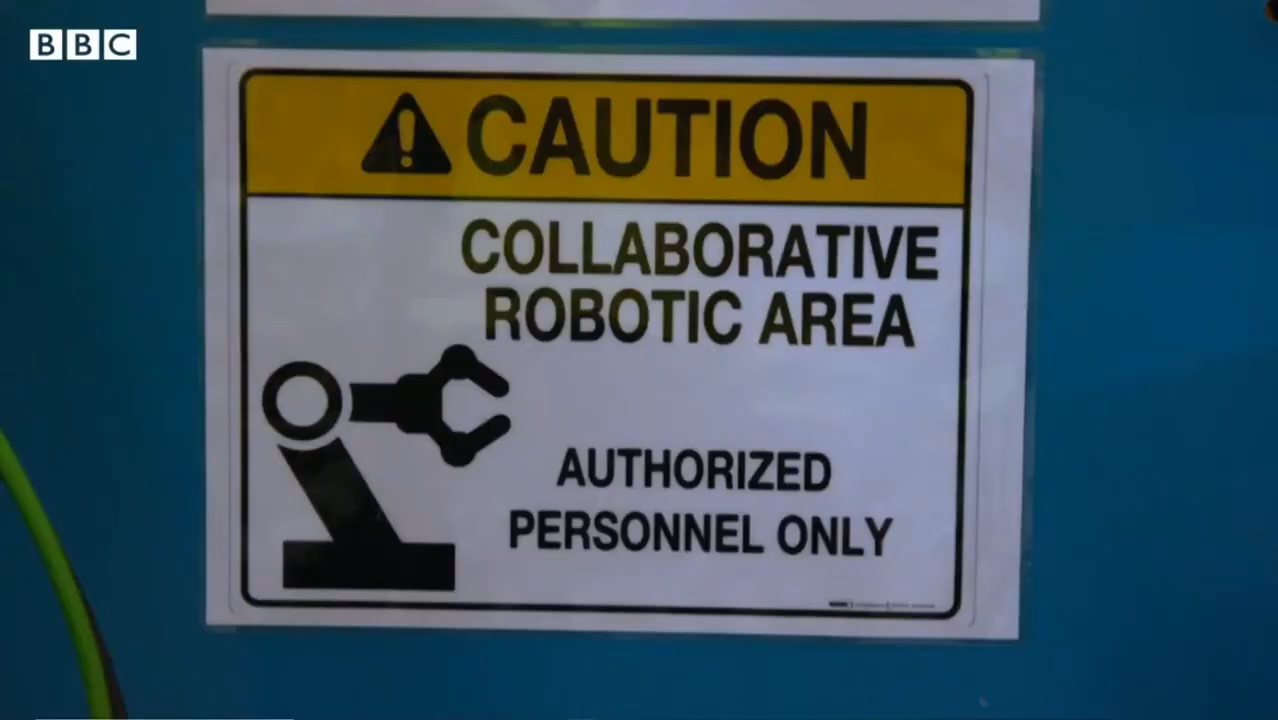 BBC
CAUTION
COLLABORATIVE
ROBOTIC AREA
AUTHORIZED
PERSONNEL ONLY